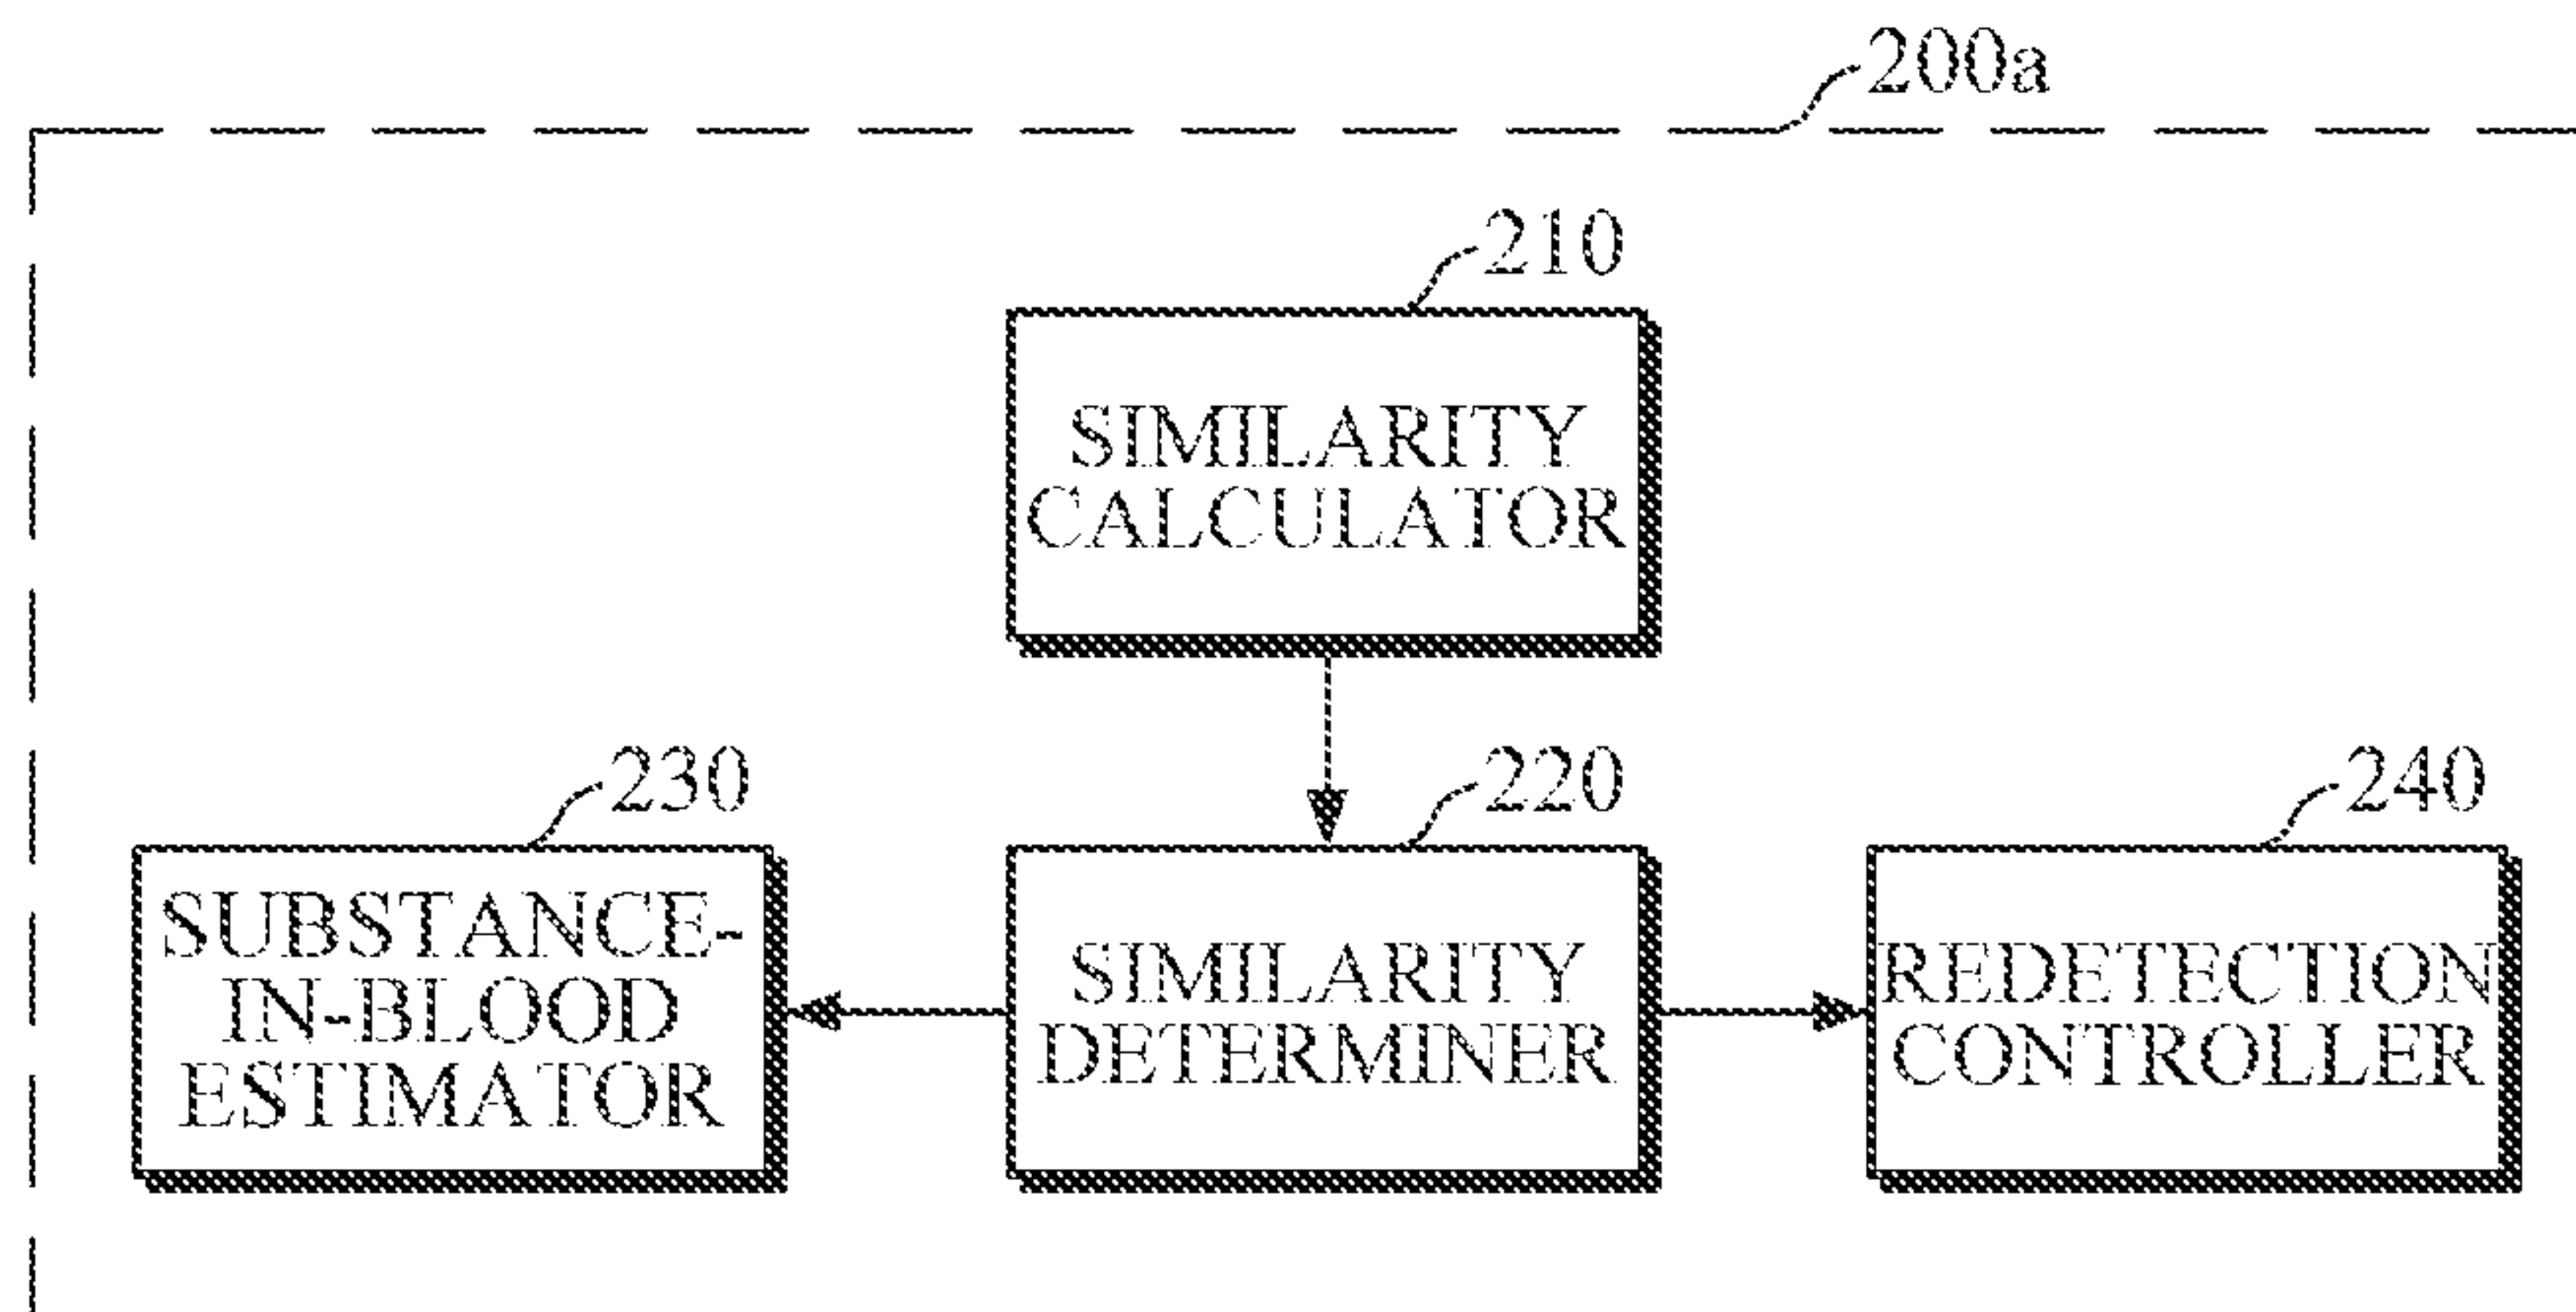 200a
210
SIMILARITY
CALCULATOR
230
220
240
SUBSTANCE-
IN-BLOOD
ESTIMATOR
SIMILARITY
DETERMINER
REDETECTION
CONTROLLER